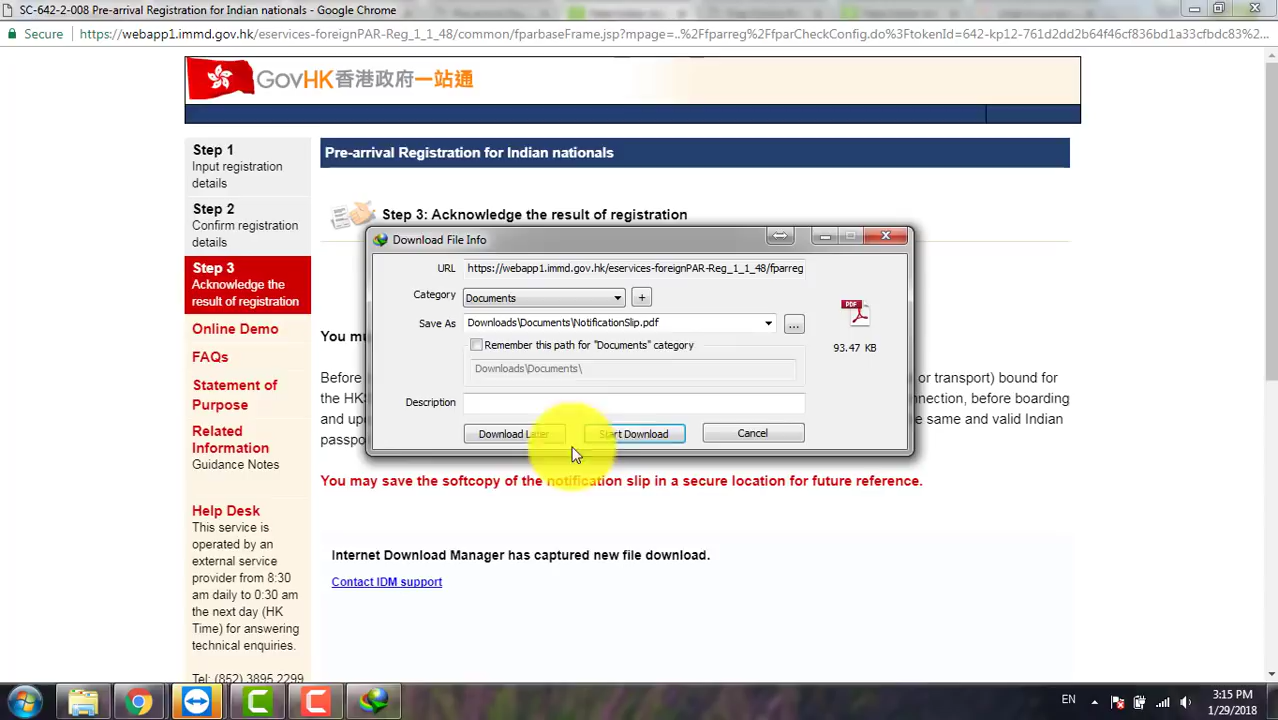 SC-642-2-008 Pre-arrival Registration for Indian nationals - Google Chrome
Secure
https://webapp1.immd.gov.hk/eservices-foreignPAR-Reg_1_1_48/common/fparbaseFrame.jsp?mpage=..%2Ffparreg%2FfparCheckConfig.do%3FtokenId=642-kp12-761d2dd2b64f46cf836bd1a33cfbdc83%2...
GovHK香港政府一站通
Step 1
Input registration
details
Step 2
Confirm registration
details
Step 3
Acknowledge the
result of registration
Online Demo
FAQs
Statement of
Purpose
Related
Information
Guidance Notes
Help Desk
This service is
operated by an
external service
provider from 8:30
am daily to 0:30 am
the next day (HK
Time) for answering
technical enquiries.
Tel: (852) 3895 2299
Pre-arrival Registration for Indian nationals
Step 3: Acknowledge the result of registration
You mu
Before
or transport) bound for
the HKS
onnection, before boarding
and up
e same and valid Indian
passpo
Download File Info
URL
https://webapp1.immd.gov.hk/eservices-foreignPAR-Reg_1_1_48/fparreg
Category
Documents
+
Save As
Downloads\Documents\NotificationSlip.pdf
...
Remember this path for "Documents" category
Downloads\Documents\
Description
PDF
93.47 KB
Download Later
Start Download
Cancel
You may save the softcopy of the notification slip in a secure location for future reference.
Internet Download Manager has captured new file download.
Contact IDM support
EN
3:15 PM
1/29/2018